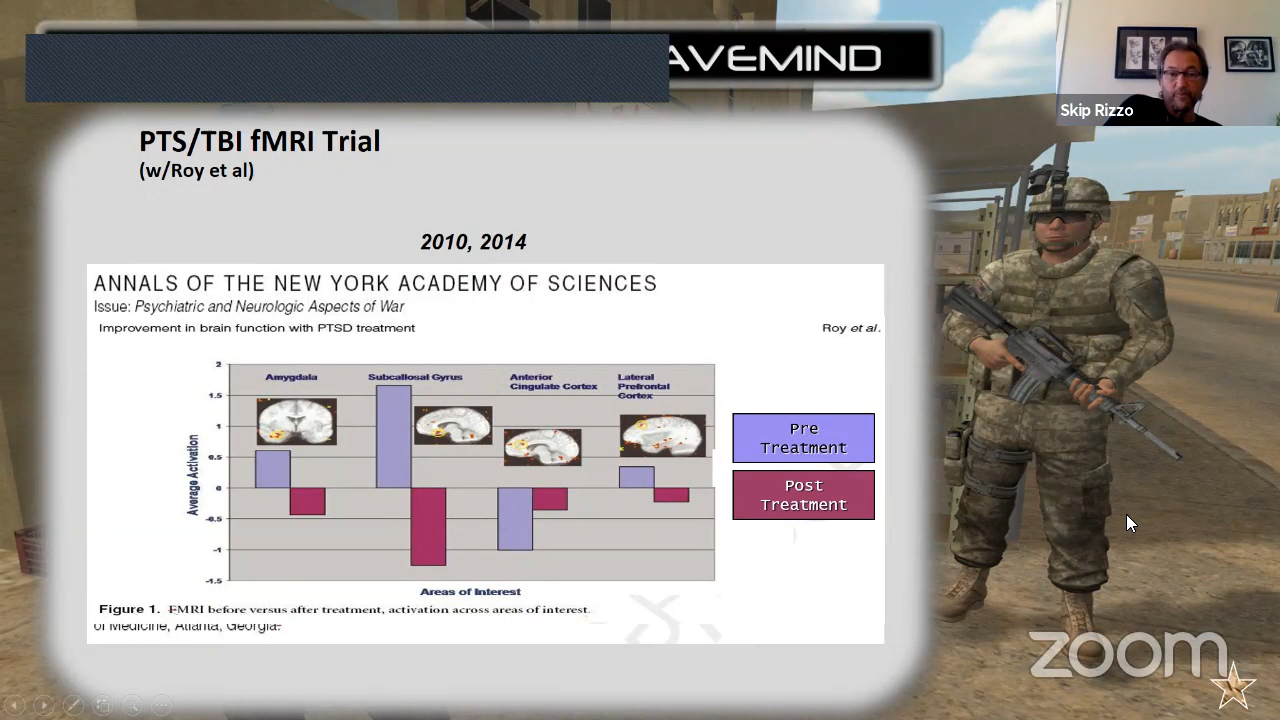 AVEMIND
Skip Rizzo
PTS/TBI fMRI Trial
(w/Roy et al)
2010, 2014
ANNALS OF THE NEW YORK ACADEMY OF SCIENCES
Issue: Psychiatric and Neurologic Aspects of War
Improvement in brain function with PTSD treatment
Roy et al.
2
1.5
1
0.5
0
-0.5
-1
-1.5
Average Activation
Amygdala
Subcallosal Gyrus
Anterior
Cingulate Cortex
Lateral
Prefrontal
Cortex
Pre
Treatment
Post
Treatment
Areas of Interest
Figure 1. FMRI before versus after treatment, activation across areas of interest.
of Medicine, Atlanta, Georgia.
zoom